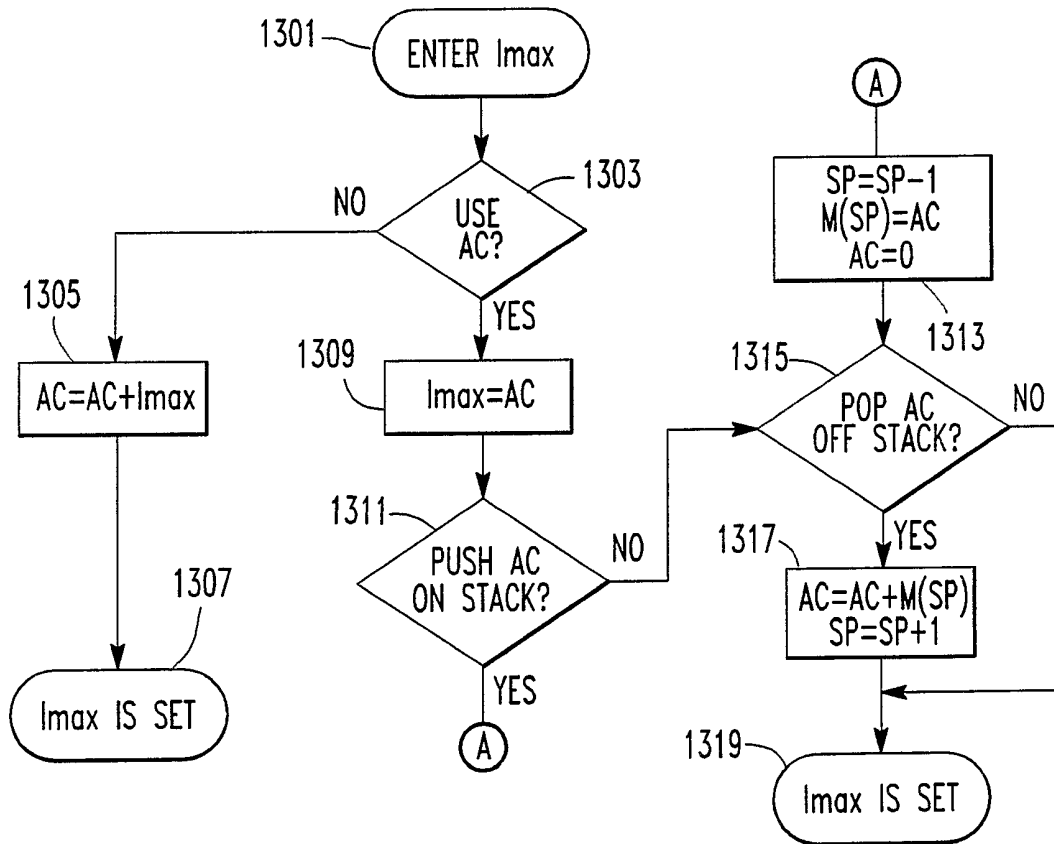 1301
ENTER Imax
1303
USE
AC?
NO
YES
1305
AC=AC+Imax
1307
Imax IS SET
1309
Imax=AC
1311
PUSH AC
ON STACK?
NO
YES
A
A
SP=SP-1
M(SP)=AC
AC=0
1313
1315
POP AC
OFF STACK?
NO
YES
1317
AC=AC+M(SP)
SP=SP+1
1319
Imax IS SET